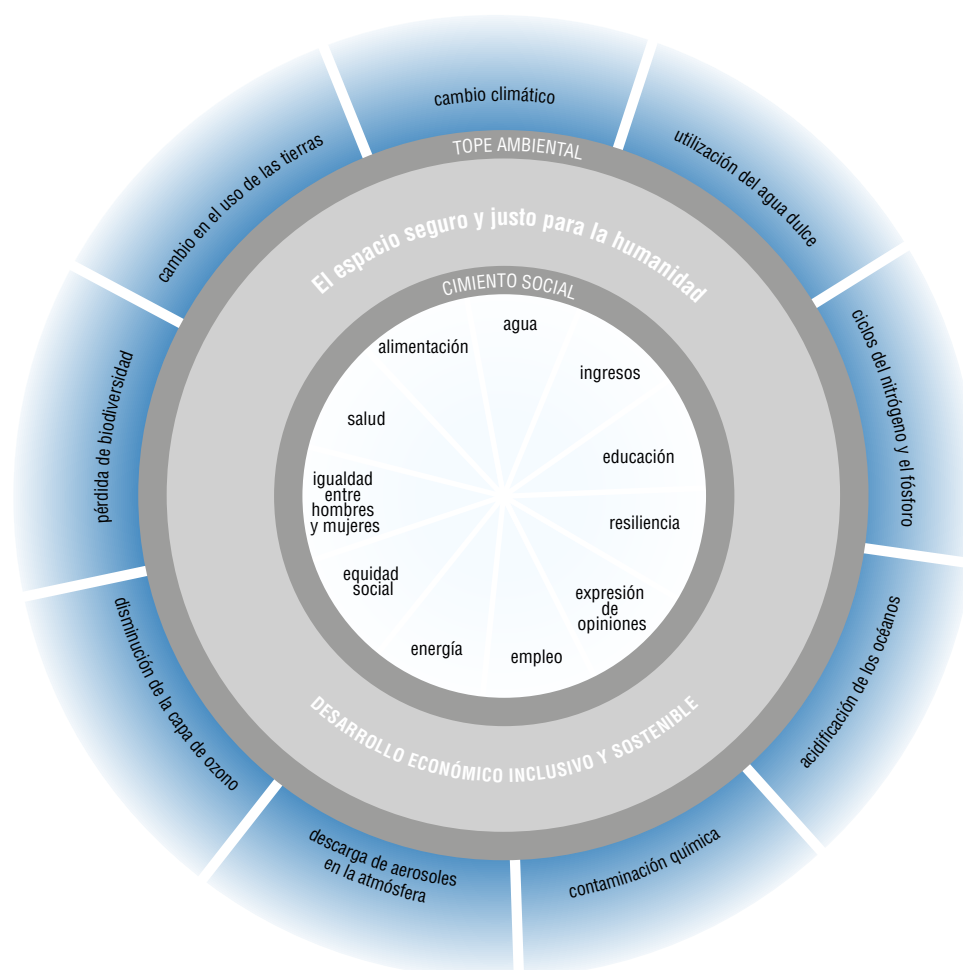 cambio climático
utilización del agua dulce
ciclos del nitrógeno y el fósforo
acidificación de los océanos
contaminación química
descarga de aerosoles
en la atmósfera
disminución de la capa de ozono
pérdida de biodiversidad
cambio en el uso de las tierras
TOPE AMBIENTAL
El espacio seguro y justo para la humanidad
CIMIENTO SOCIAL
agua
ingresos
educación
resiliencia
expresión
de
opiniones
empleo
energía
equidad
social
igualdad
entre
hombres
y mujeres
salud
alimentación
DESARROLLO ECONÓMICO INCLUSIVO Y SOSTENIBLE